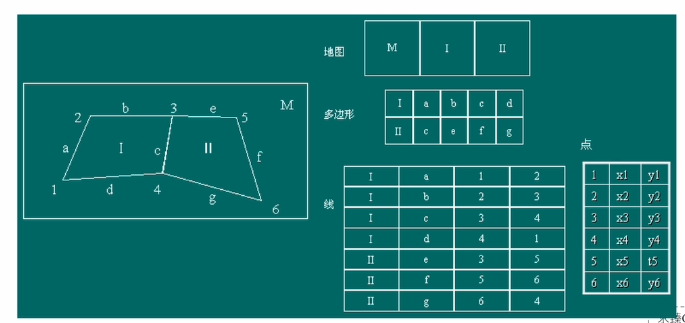 地图
M I II
M
b 3 e
2 5
a I c II f
1 d 4 g
6
多边形
I a b c d
II c e f g
线
I a 1 2
I b 2 3
I c 3 4
I d 4 1
II e 3 5
II f 5 6
II g 6 4
点
1 x1 y1
2 x2 y2
3 x3 y3
4 x4 y4
5 x5 t5
6 x6 y6